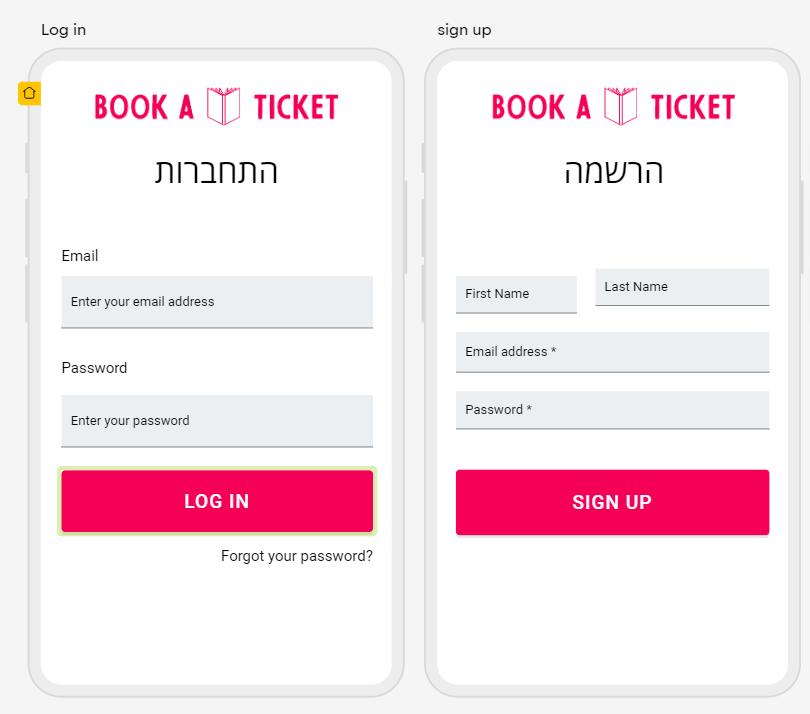 Log in
BOOK A TICKET
התחברות
Email
Enter your email address
Password
Enter your password
LOG IN
Forgot your password?
sign up
BOOK A TICKET
הרשמה
First Name
Last Name
Email address *
Password *
SIGN UP